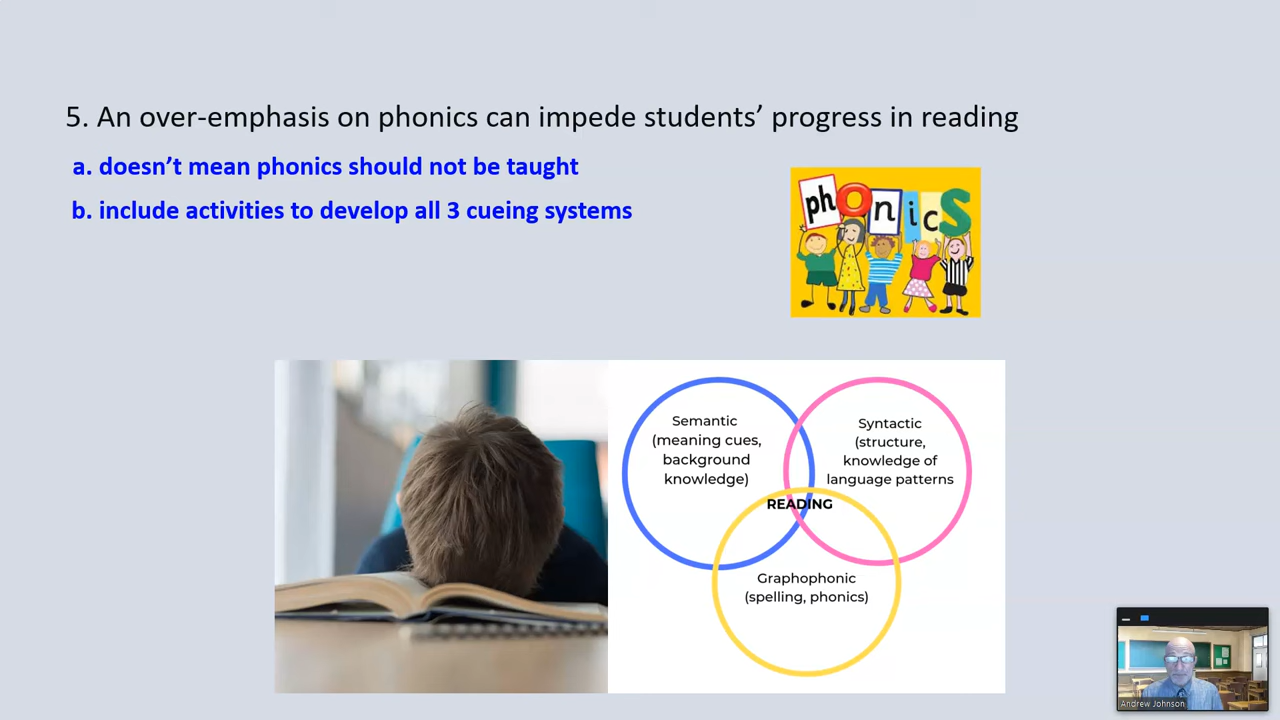 5. An over-emphasis on phonics can impede students’ progress in reading
a. doesn’t mean phonics should not be taught
b. include activities to develop all 3 cueing systems
phOnicS
Semantic
(meaning cues,
background
knowledge)
Syntactic
(structure,
knowledge of
language patterns
READING
Graphophonic
(spelling, phonics)
Andrew Johnson